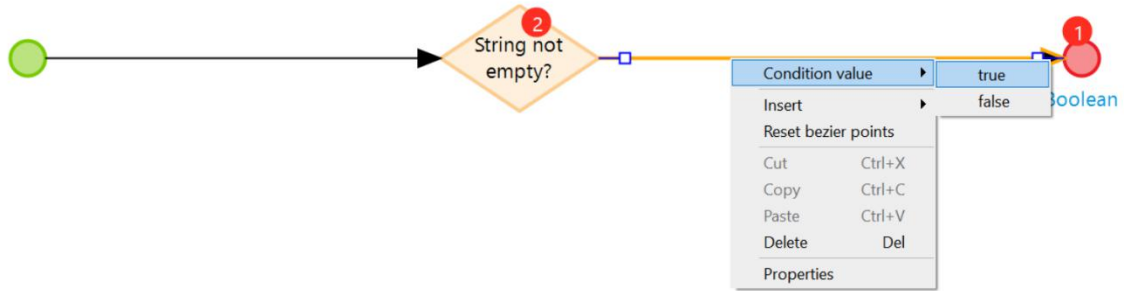 2
String not
empty?
1
Boolean
Condition value
true
false
Insert
Reset bezier points
Cut Ctrl+X
Copy Ctrl+C
Paste Ctrl+V
Delete Del
Properties